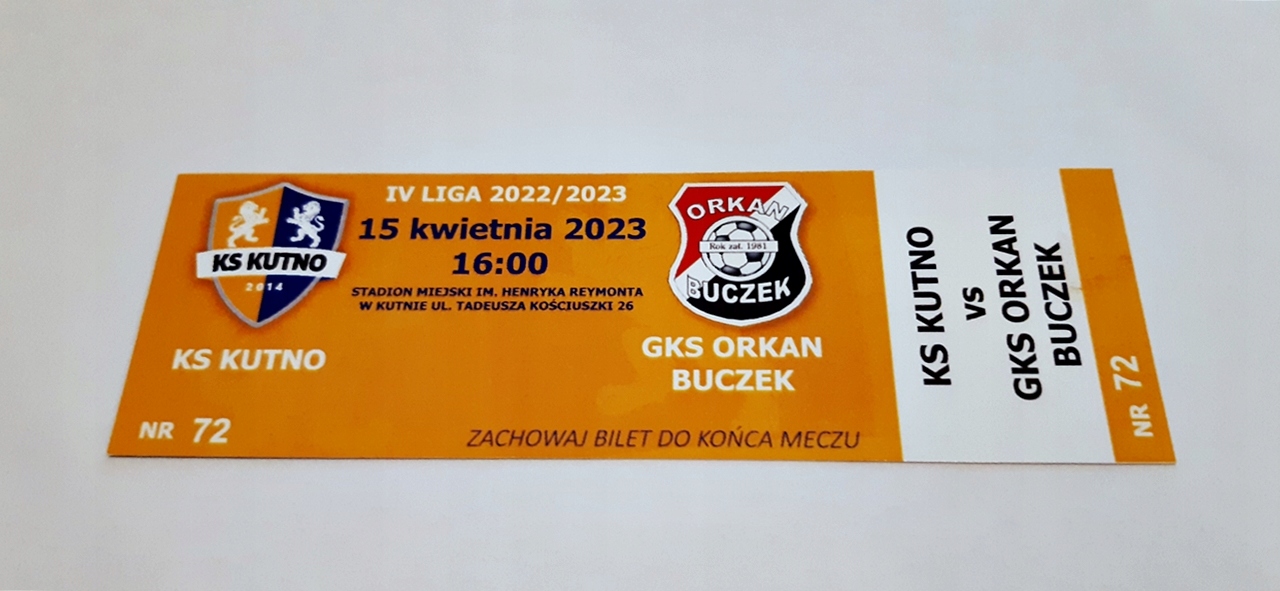 IV LIGA 2022/2023
15 kwietnia 2023
16:00
STADION MIEJSKI IM. HENRYKA REYMONTA
W KUTNIE UL. TADEUSZA KOŚCIUSZKI 26
KS KUTNO
2014
KS KUTNO
ORKAN
Rok zał. 1981
BUCZEK
GKS ORKAN
BUCZEK
NR 72
ZACHOWAJ BILET DO KOŃCA MECZU
KS KUTNO
vs
GKS ORKAN
BUCZEK
NR 72